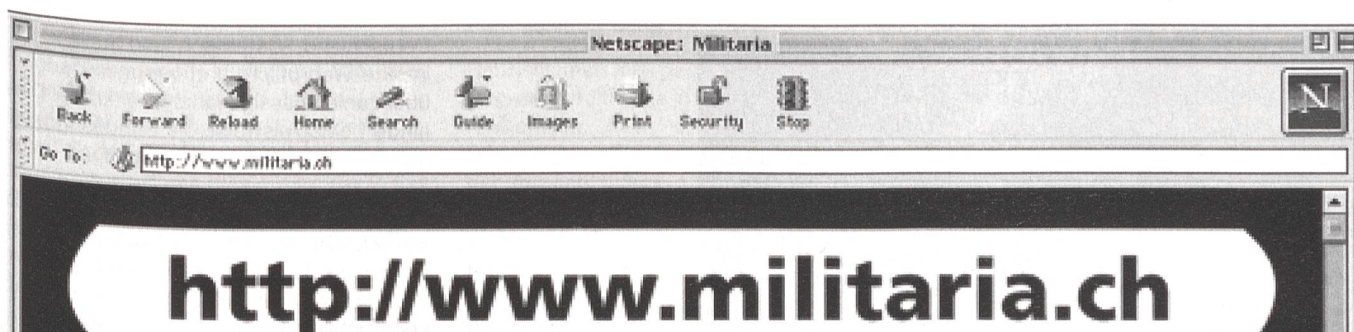 Netscape: Militaria
Back Forward Reload Home Search Guide Images Print Security Stop
N
Go To: http://www.militaria.ch
http://www.militaria.ch